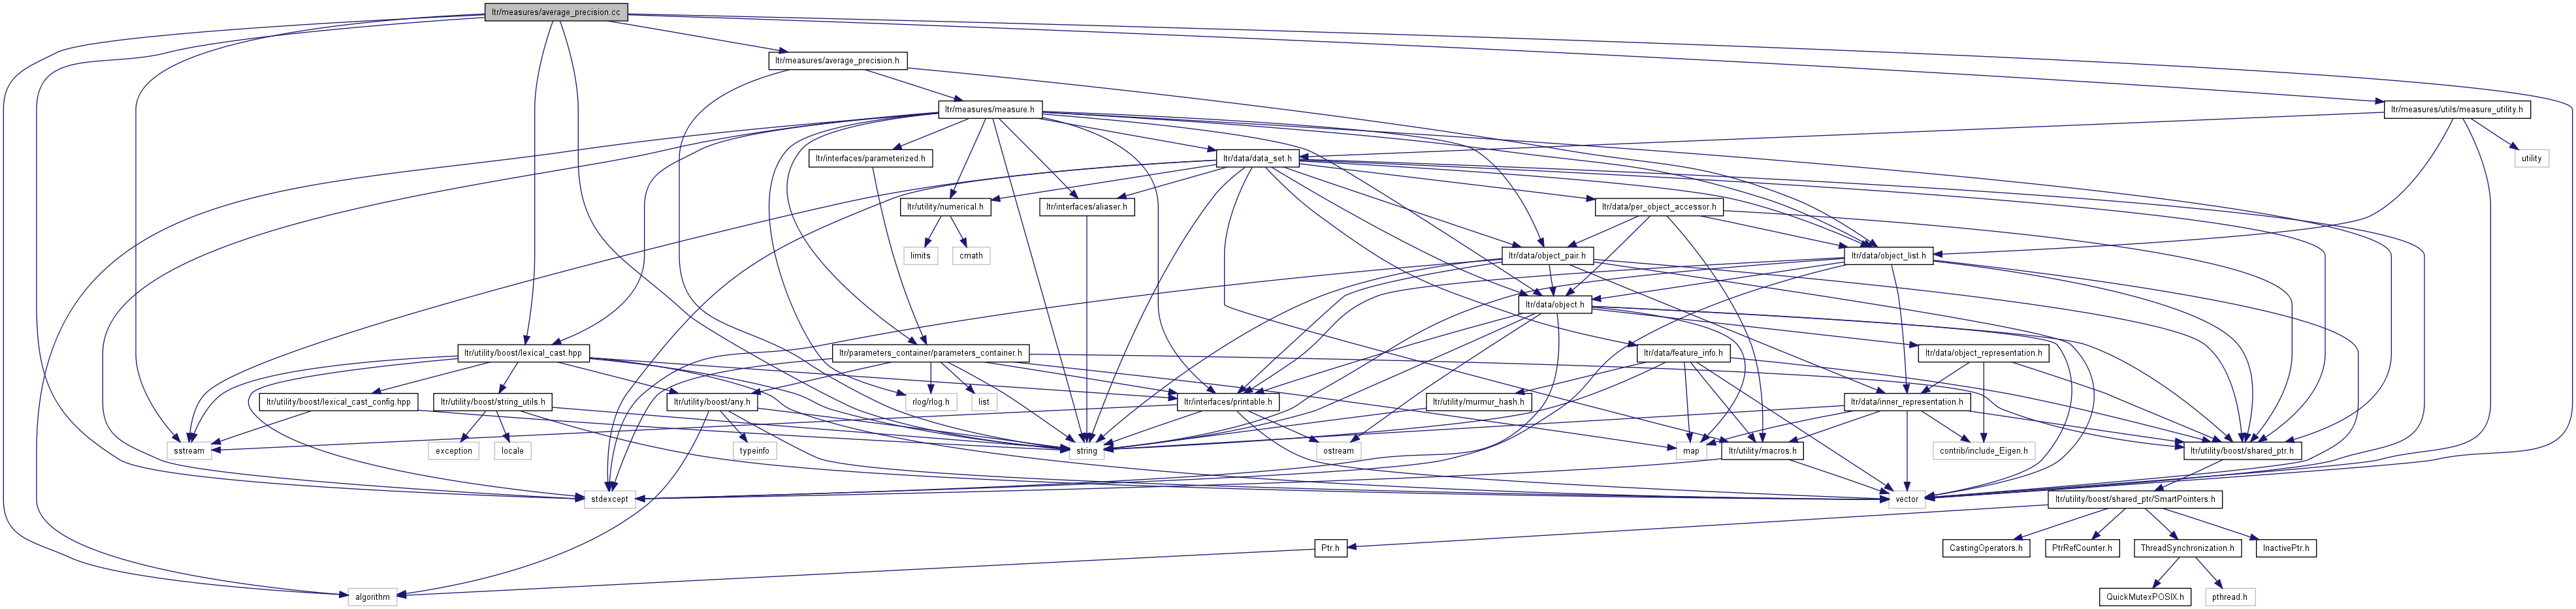 ltr/measures/average_precision.cc
ltr/measures/average_precision.h
ltr/measures/measure.h
ltr/measures/utils/measure_utility.h
ltr/interfaces/parameterized.h
ltr/data/data_set.h
utility
ltr/utility/numerical.h
ltr/interfaces/aliaser.h
ltr/data/per_object_accessor.h
limits
cmath
ltr/data/object_pair.h
ltr/data/object_list.h
ltr/data/object.h
ltr/utility/boost/lexical_cast.hpp
ltr/parameters_container/parameters_container.h
ltr/data/feature_info.h
ltr/data/object_representation.h
ltr/utility/boost/lexical_cast_config.hpp
ltr/utility/boost/string_utils.h
ltr/utility/boost/any.h
rlog/rlog.h
list
ltr/interfaces/printable.h
ltr/utility/murmur_hash.h
ltr/data/inner_representation.h
sstream
exception
locale
typeinfo
string
ostream
map
ltr/utility/macros.h
contrib/include_Eigen.h
ltr/utility/boost/shared_ptr.h
stdexcept
vector
ltr/utility/boost/shared_ptr/SmartPointers.h
Ptr.h
CastingOperators.h
PtrRefCounter.h
ThreadSynchronization.h
InactivePtr.h
algorithm
QuickMutexPOSIX.h
pthread.h